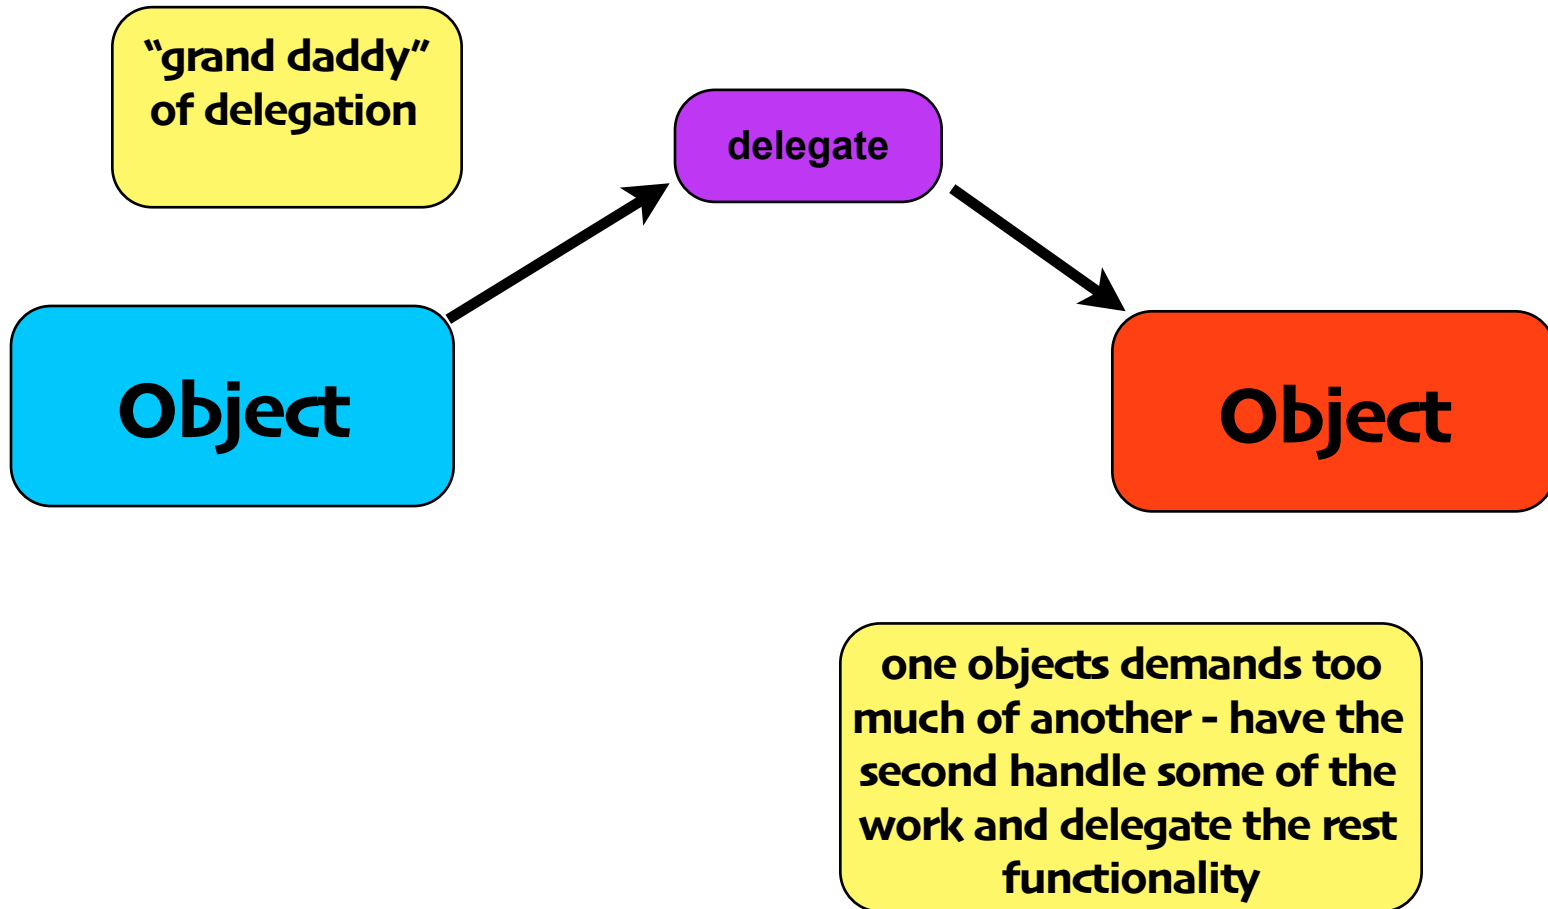 “grand daddy”
of delegation
delegate
Object
Object
one objects demands too
much of another - have the
second handle some of the
work and delegate the rest
functionality